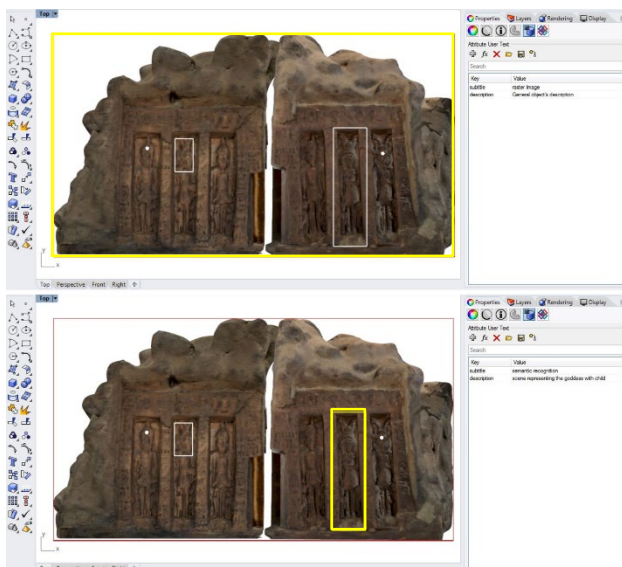 Top
Properties Layers Rendering Display
Attribute User Text
Search
Key Value
subtitle raster image
description General object's description
y
x
Top Perspective Front Right
Top
Properties Layers Rendering Display
Attribute User Text
Search
Key Value
subtitle semantic recognition
description scene representing the goddess with child
y
x